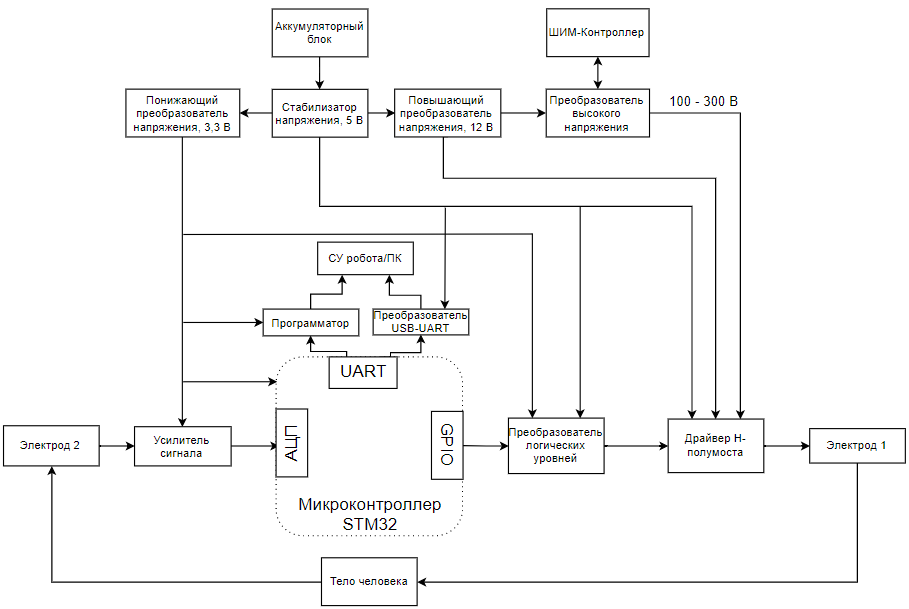 Аккумуляторный
блок
ШИМ-Контроллер
Понижающий
преобразователь
напряжения, 3,3 В
Стабилизатор
напряжения, 5 В
Повышающий
преобразователь
напряжения, 12 В
Преобразователь
высокого
напряжения
100 - 300 В
СУ робота/ПК
Программатор
Преобразователь
USB-UART
UART
Электрод 2
Усилитель
сигнала
ЦПА
GPIO
Микроконтроллер
STM32
Преобразователь
логических
уровней
Драйвер Н-
полумоста
Электрод 1
Тело человека